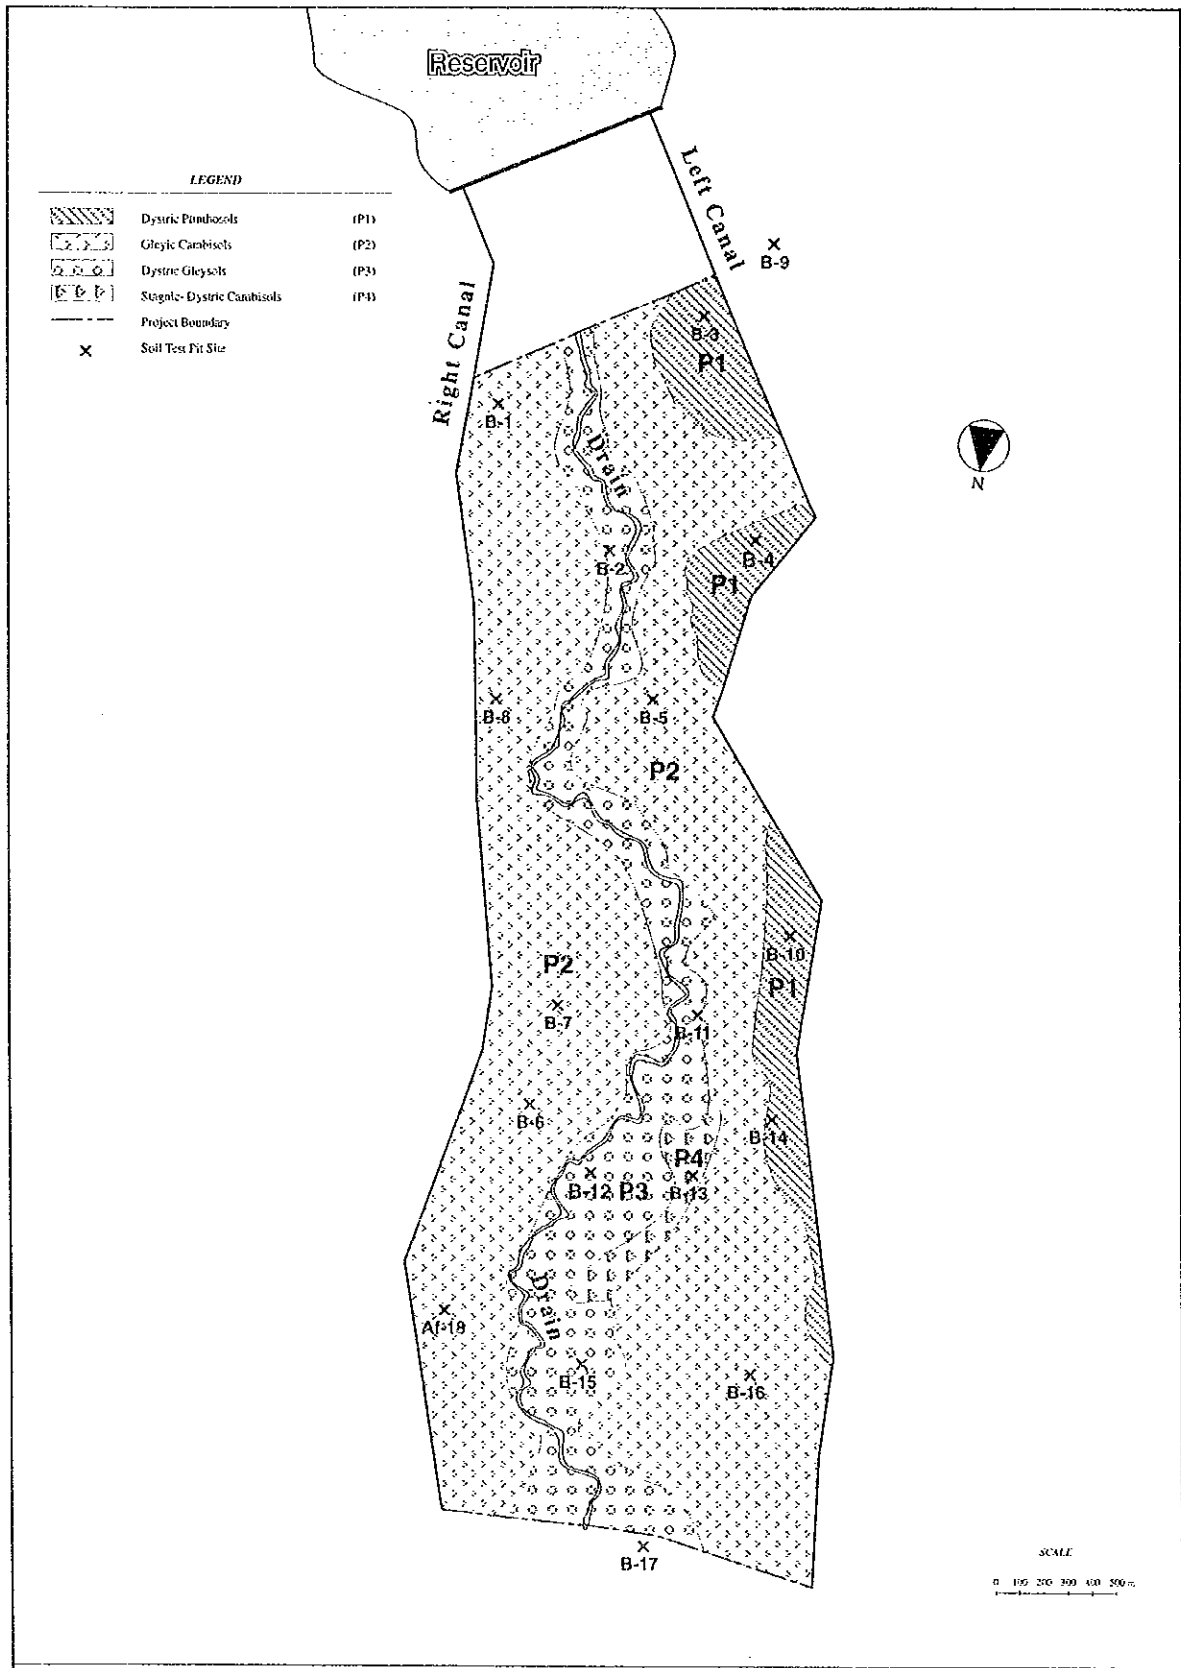 Reservoir
LEGEND
Dystric Plinthosols (P1)
Gleyic Cambisols (P2)
Dystric Gleysols (P3)
Stagnic- Dystric Cambisols (P4)
Project Boundary
Soil Test Pit Site
Left Canal
Right Canal
B-9
B-3
P1
B-1
Drain
N
B-2
B-4
P1
B-8
B-5
P2
B-10
P2
P1
B-7
B-11
B-6
B-14
P4
B-12
P3
B-13
Drain
Af-18
B-15
B-16
B-17
SCALE
0 100 200 300 400 500 m